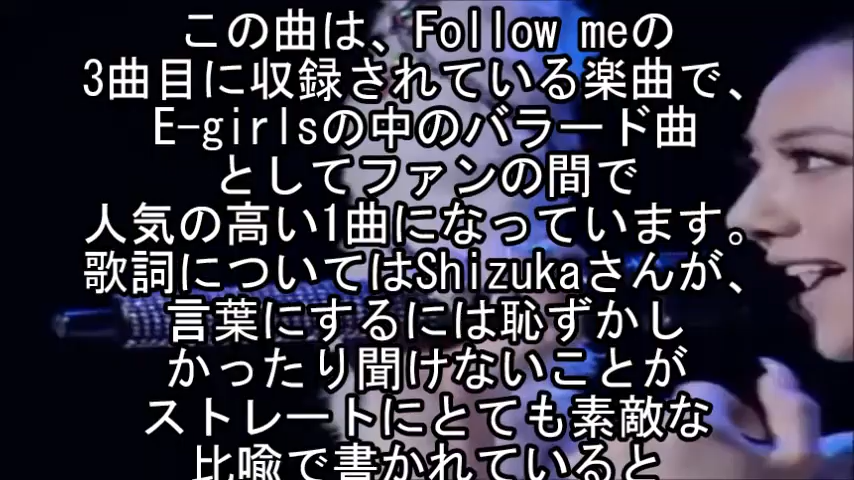 この曲は、Follow meの
3曲目に収録されている楽曲で、
E-girlsの中のバラード曲
としてファンの間で
人気の高い1曲になっています。
歌詞についてはShizukaさんが、
言葉にするには恥ずかし
かったり聞けないことが
ストレートにとても素敵な
比喩で書かれていると